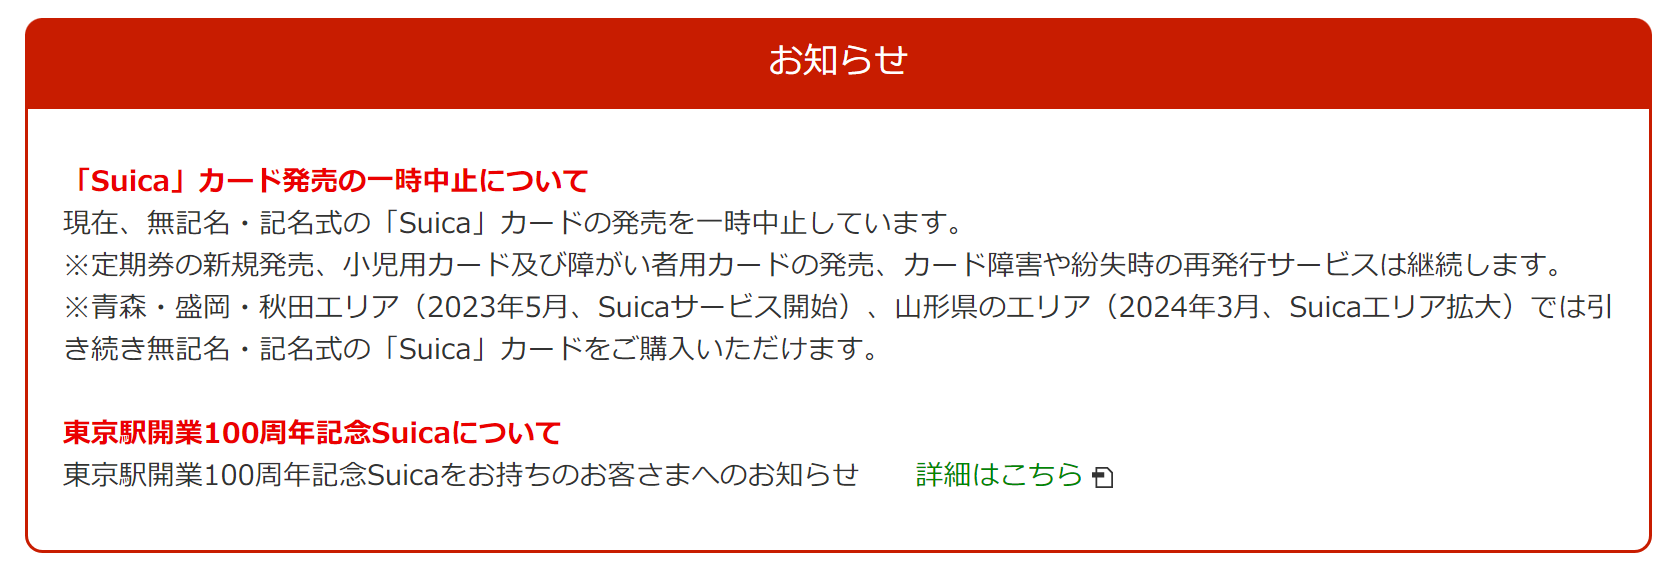 お知らせ
「Suica」カード発売の一時中止について
現在、無記名・記名式の「Suica」カードの発売を一時中止しています。
※定期券の新規発売、小児用カード及び障がい者用カードの発売、カード障害や紛失時の再発行サービスは継続します。
※青森・盛岡・秋田エリア（2023年5月、Suicaサービス開始）、山形県のエリア（2024年3月、Suicaエリア拡大）では引
き続き無記名・記名式の「Suica」カードをご購入いただけます。
東京駅開業100周年記念Suicaについて
東京駅開業100周年記念Suicaをお持ちのお客さまへのお知らせ　　詳細はこちら